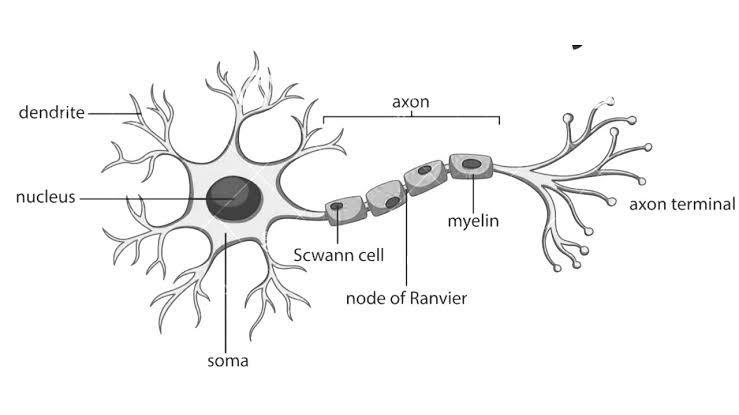 dendrite
axon
nucleus
axon terminal
myelin
Scwann cell
node of Ranvier
soma